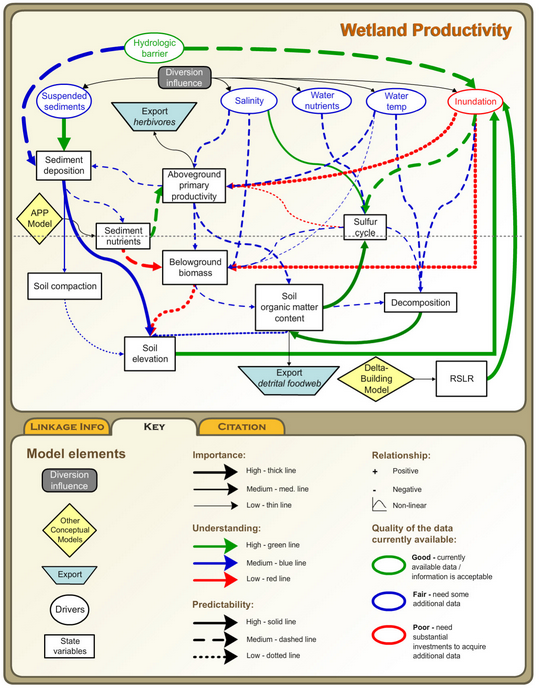 Wetland Productivity
Hydrologic
barrier
Diversion
influence
Suspended
sediments
Salinity
Water
nutrients
Water
temp
Inundation
Export
herbivores
Sediment
deposition
Aboveground
primary
productivity
APP
Model
Sediment
nutrients
Sulfur
cycle
Belowground
biomass
Soil compaction
Soil
organic matter
content
Decomposition
Soil
elevation
Export
detrital foodweb
Delta-
Building
Model
RSLR
Linkage Info
Key
Citation
Model elements
Diversion
influence
Other
Conceptual
Models
Export
Drivers
State
variables
Importance:
High - thick line
Medium - med. line
Low - thin line
Understanding:
High - green line
Medium - blue line
Low - red line
Predictability:
High - solid line
Medium - dashed line
Low - dotted line
Relationship:
+ Positive
- Negative
Non-linear
Quality of the data
currently available:
Good - currently
available data /
information is acceptable
Fair - need some
additional data
Poor - need
substantial
investments to acquire
additional data